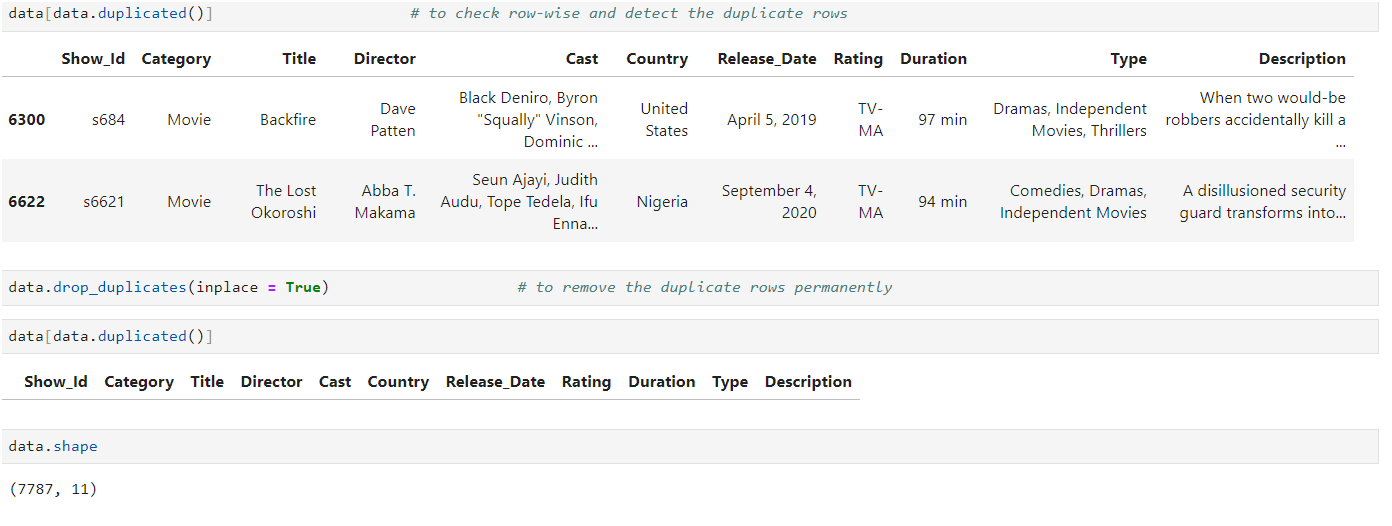 data[data.duplicated()] # to check row-wise and detect the duplicate rows
Show_Id Category Title Director Cast Country Release_Date Rating Duration Type Description
6300 s684 Movie Backfire Dave Patten Black Deniro, Byron "Squally" Vinson, Dominic ... United States April 5, 2019 TV-MA 97 min Dramas, Independent Movies, Thrillers When two would-be robbers accidentally kill a ...
6622 s6621 Movie The Lost Okoroshi Abba T. Makama Seun Ajayi, Judith Audu, Tope Tedela, Ifu Enna... Nigeria September 4, 2020 TV-MA 94 min Comedies, Dramas, Independent Movies A disillusioned security guard transforms into...
data.drop_duplicates(inplace = True) # to remove the duplicate rows permanently
data[data.duplicated()]
Show_Id Category Title Director Cast Country Release_Date Rating Duration Type Description
data.shape
(7787, 11)